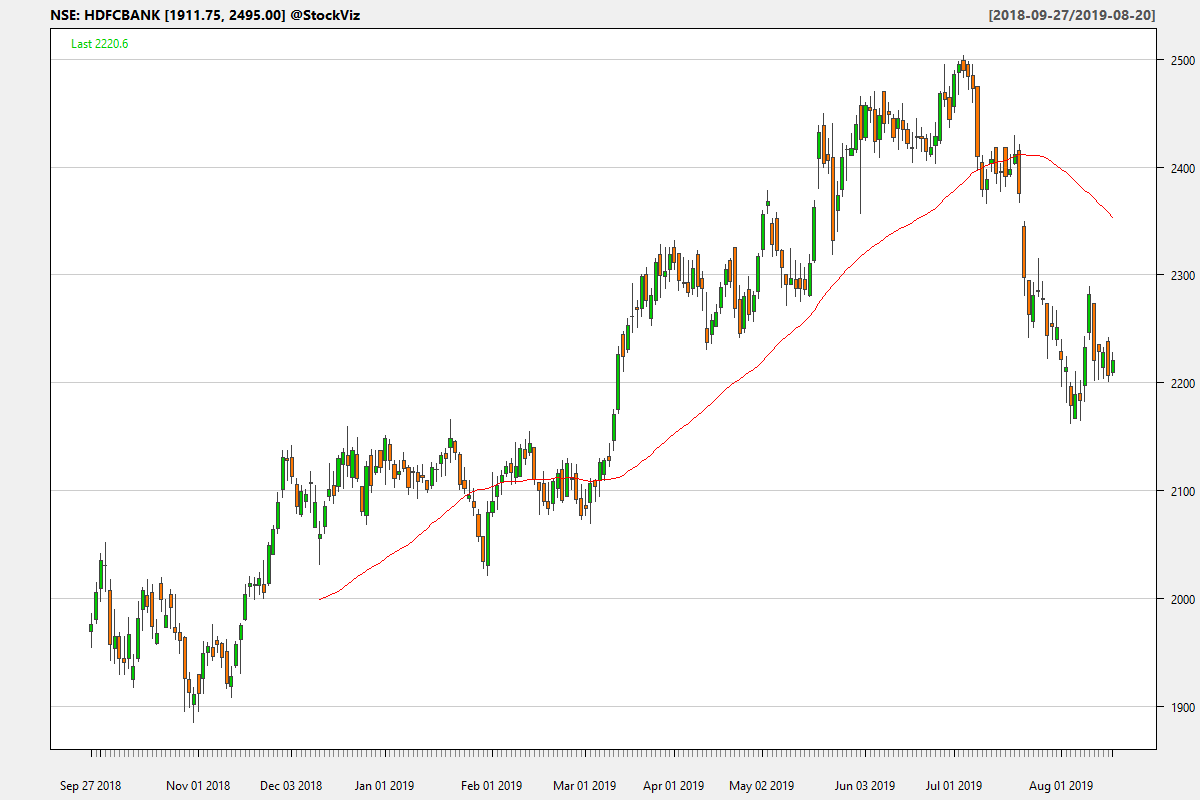 NSE: HDFCBANK [1911.75, 2495.00] @StockViz [2018-09-27/2019-08-20]
Last 2220.6
2500
2400
2300
2200
2100
2000
1900
Sep 27 2018 Nov 01 2018 Dec 03 2018 Jan 01 2019 Feb 01 2019 Mar 01 2019 Apr 01 2019 May 02 2019 Jun 03 2019 Jul 01 2019 Aug 01 2019